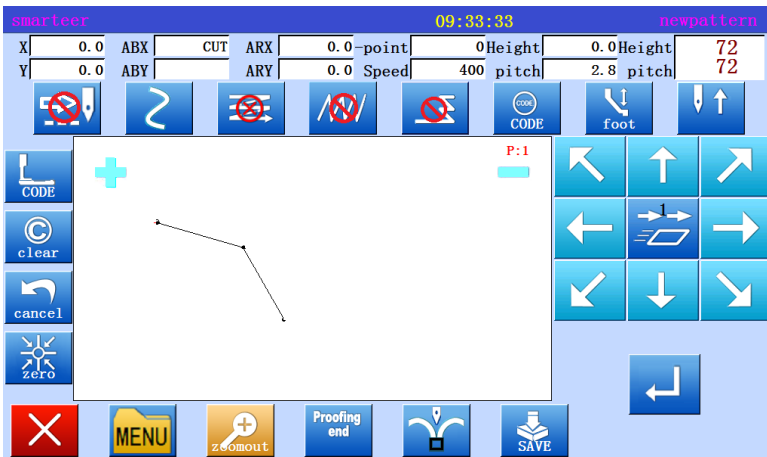 smarteer 09:33:33 newpattern
X 0.0 ABX CUT ARX 0.0 -point 0 Height 0.0 Height 72
Y 0.0 ABY ARY 0.0 Speed 400 pitch 2.8 pitch 72
CODE
CODE
foot
P:1
CODE
1
clear
cancel
zero
MENU
zoomout
Proofing
end
SAVE